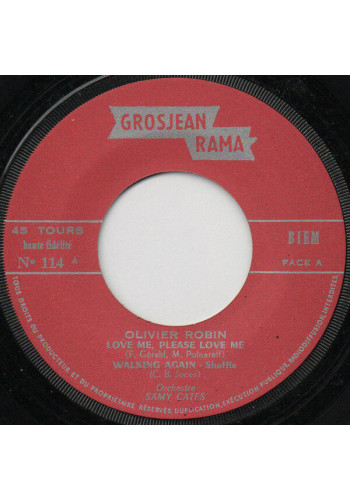 GROSJEAN
RAMA
45 TOURS
haute fidélité
Nº 114 A
BIEM
FACE A
OLIVIER ROBIN
LOVE ME, PLEASE LOVE ME
(F. Gérald, M. Polnareff)
WALKING AGAIN - Shuffle
(C. B. Jones)
Orchestre
SAMY GATES
TOUS DROITS DU PRODUCTEUR ET DU PROPRIÉTAIRE RÉSERVÉS, DUPLICATION, EXÉCUTION PUBLIQUE, RADIODIFFUSION INTERDITES